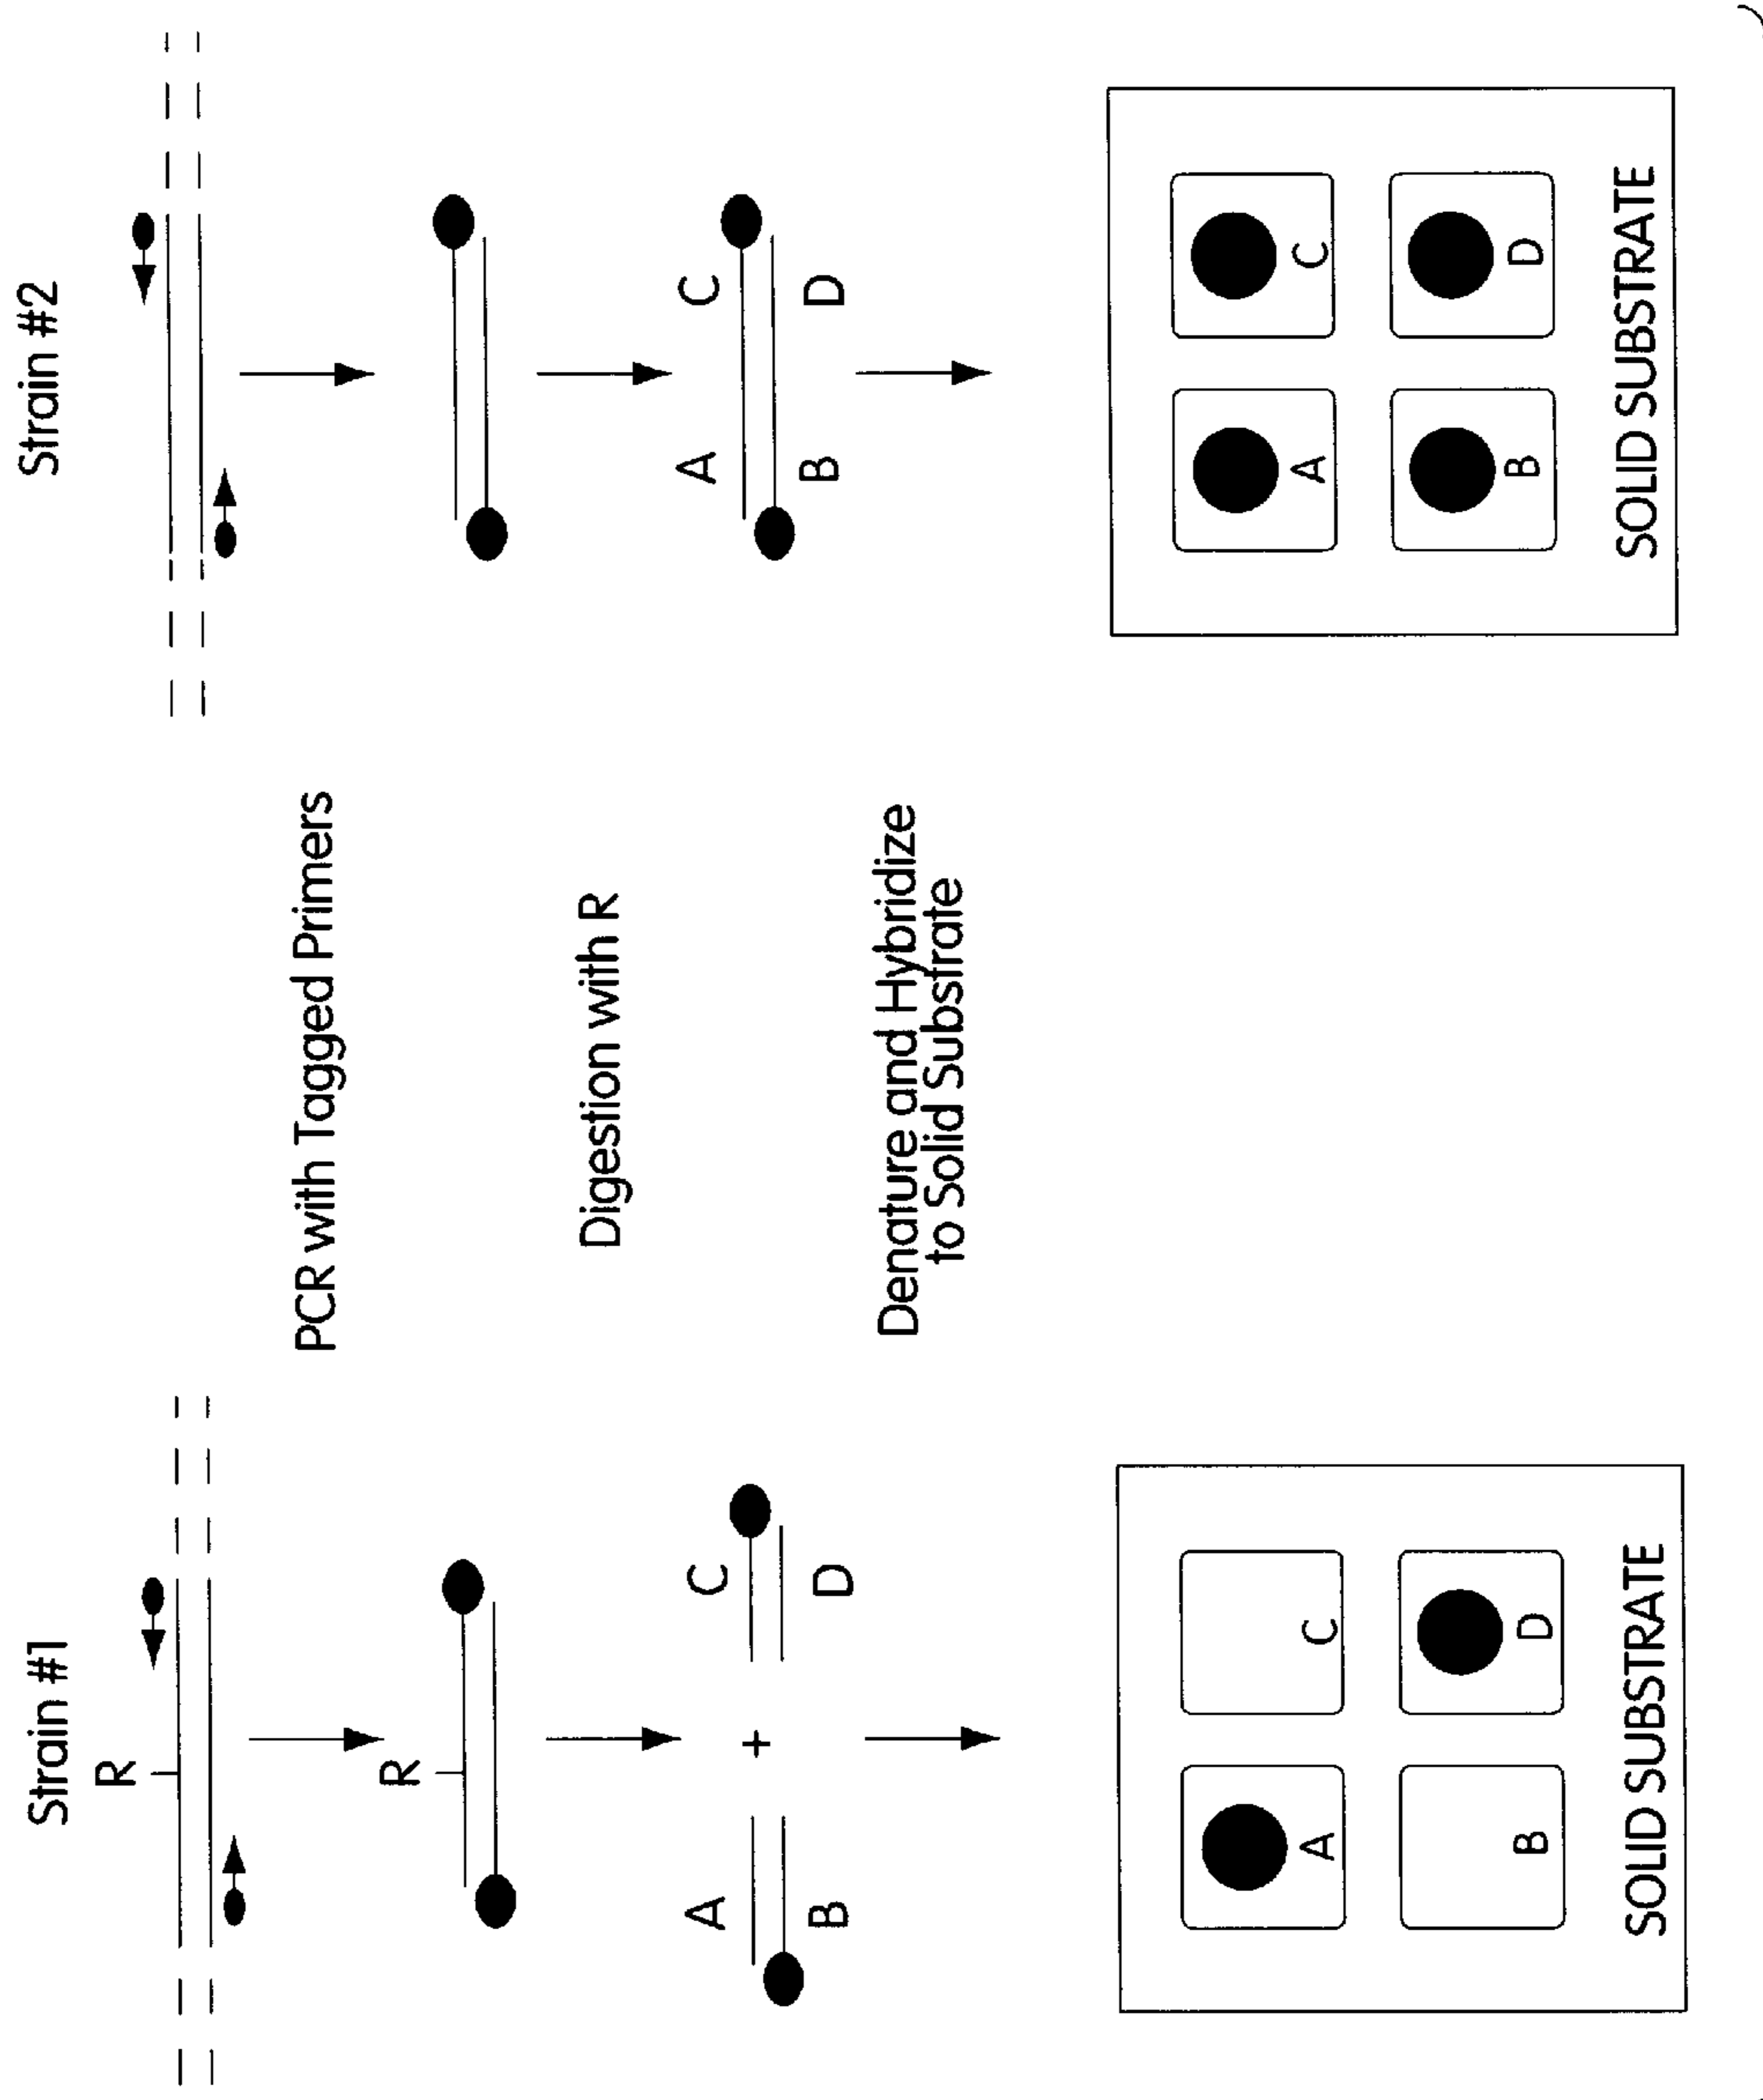 Strain #1
Strain #2
R
PCR with Tagged Primers
R
Digestion with R
A
C
A
C
+
B
D
B
D
Denature and Hybridize
to Solid Substrate
A
C
A
C
B
D
B
D
SOLID SUBSTRATE
SOLID SUBSTRATE